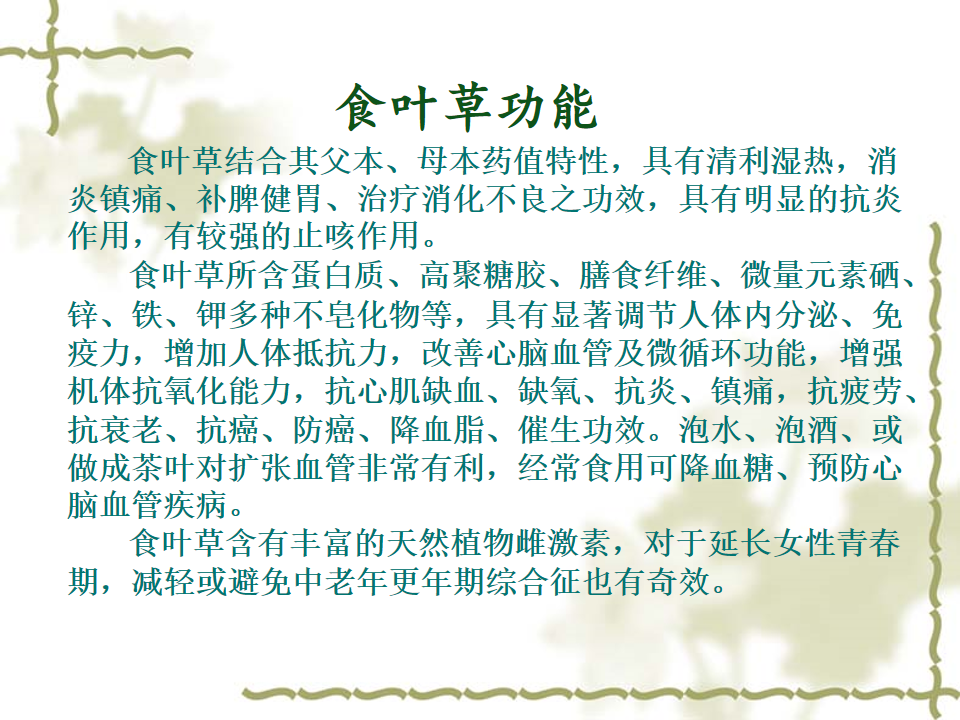 食叶草功能
食叶草结合其父本、母本药值特性，具有清利湿热，消
炎镇痛、补脾健胃、治疗消化不良之功效，具有明显的抗炎
作用，有较强的止咳作用。
食叶草所含蛋白质、高聚糖胶、膳食纤维、微量元素硒、
锌、铁、钾多种不皂化物等，具有显著调节人体内分泌、免
疫力，增加人体抵抗力，改善心脑血管及微循环功能，增强
机体抗氧化能力，抗心肌缺血、缺氧、抗炎、镇痛，抗疲劳、
抗衰老、抗癌、防癌、降血脂、催生功效。泡水、泡酒、或
做成茶叶对扩张血管非常有利，经常食用可降血糖、预防心
脑血管疾病。
食叶草含有丰富的天然植物雌激素，对于延长女性青春
期，减轻或避免中老年更年期综合征也有奇效。